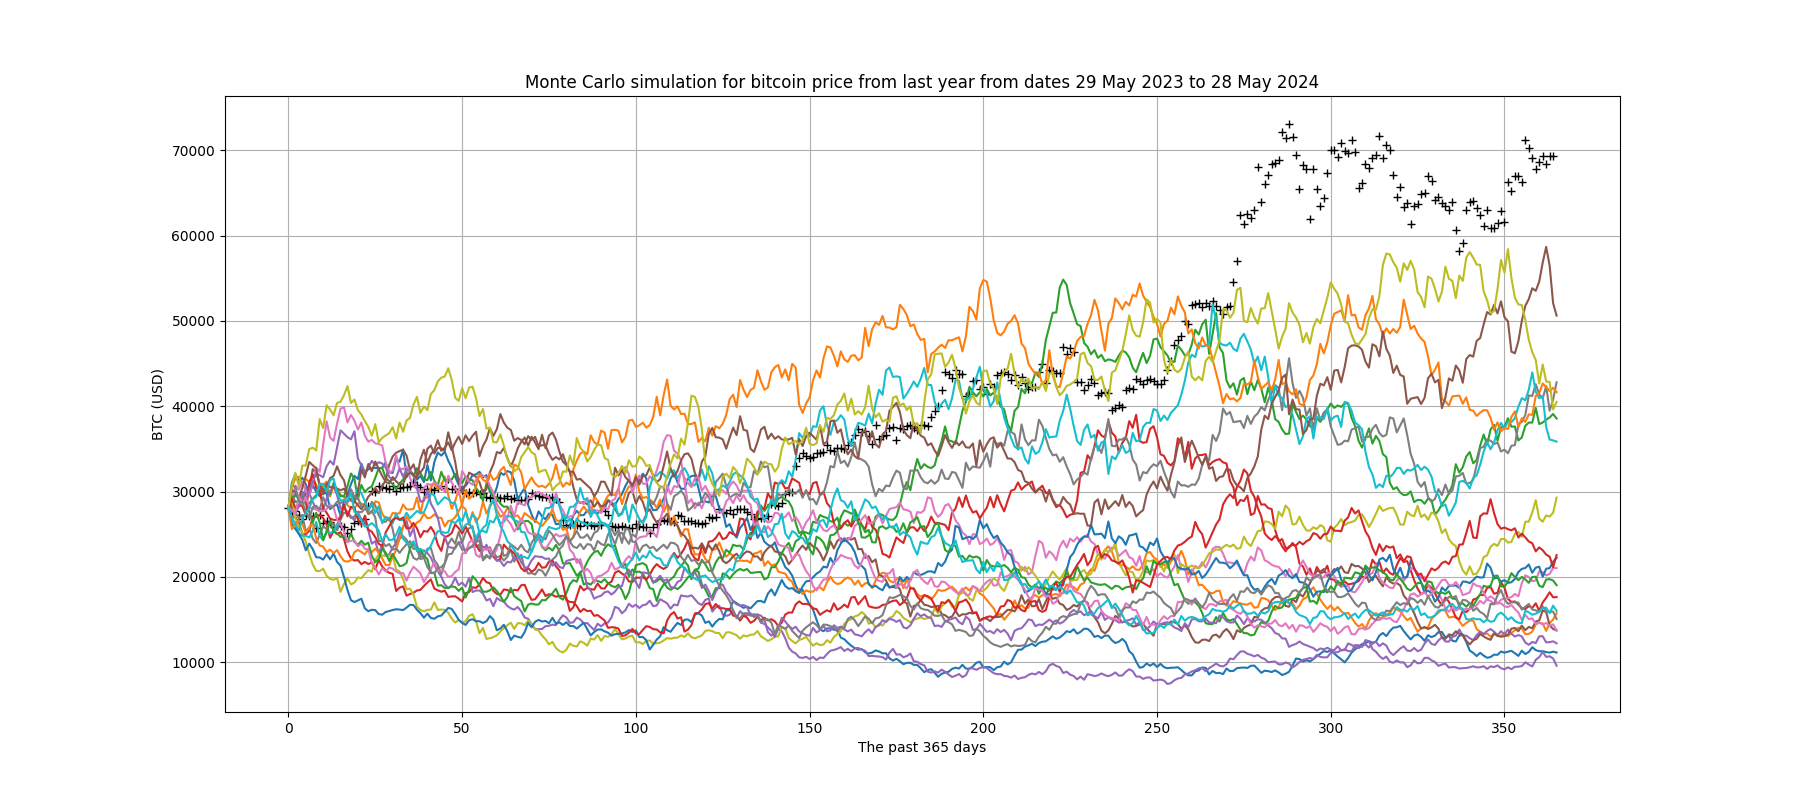 Monte Carlo simulation for bitcoin price from last year from dates 29 May 2023 to 28 May 2024
70000
60000
50000
40000
30000
20000
10000
BTC (USD)
0 50 100 150 200 250 300 350
The past 365 days